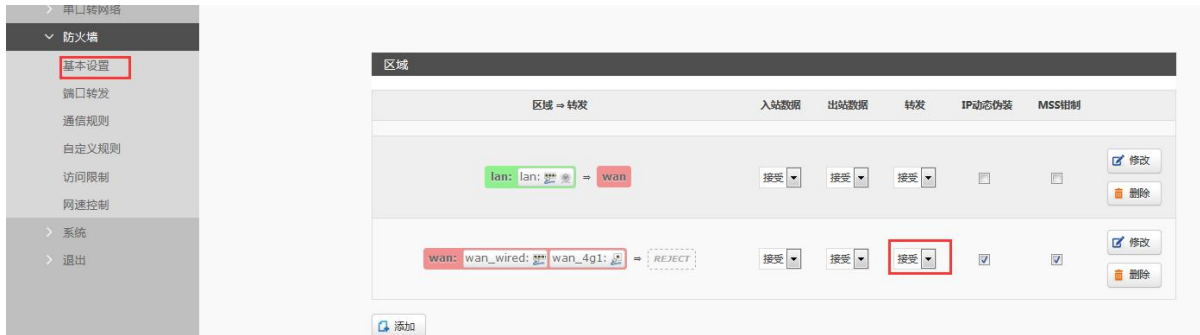 串口转网络
防火墙
基本设置
端口转发
通信规则
自定义规则
访问限制
网速控制
系统
退出
区域
区域 ⇒ 转发 入站数据 出站数据 转发 IP动态伪装 MSS钳制
lan: lan: ⇒ wan 接受 接受 接受 修改
删除
wan: wan_wired: wan_4g1: ⇒ REJECT 接受 接受 接受 修改
删除
添加